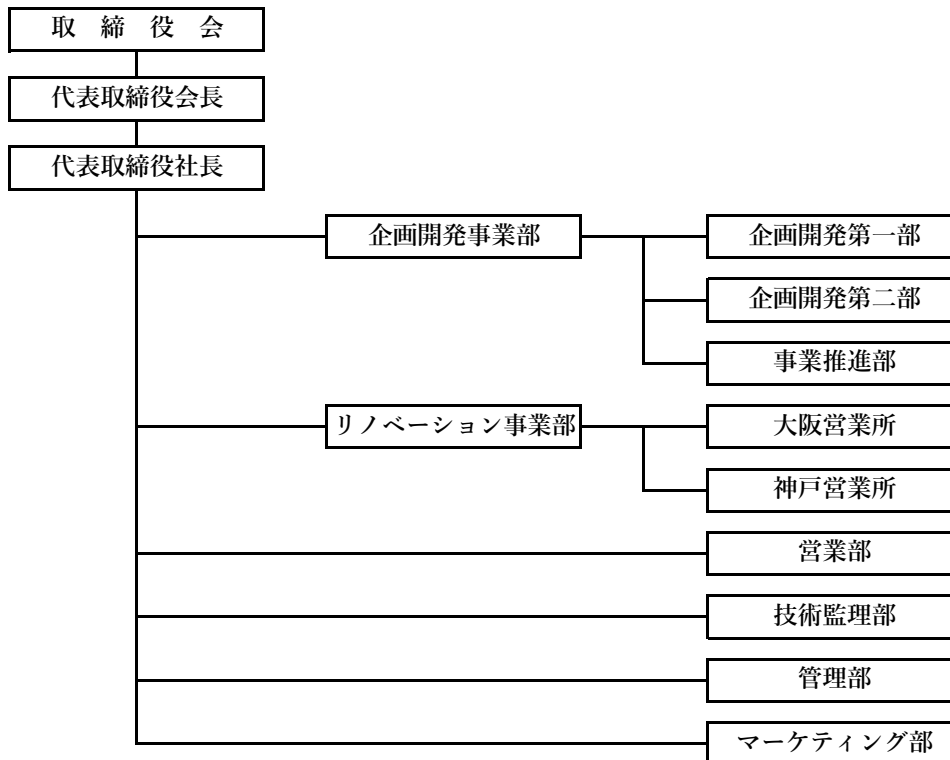 取　締　役　会
代表取締役会長
代表取締役社長
企画開発事業部
企画開発第一部
企画開発第二部
事業推進部
リノベーション事業部
大阪営業所
神戸営業所
営業部
技術監理部
管理部
マーケティング部